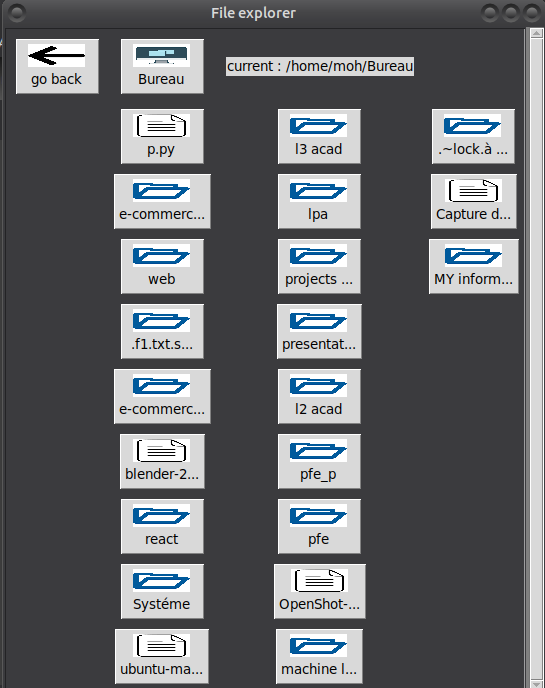 File explorer
go back
Bureau
current : /home/moh/Bureau
p.py
l3 acad
.~lock.à ...
e-commerc...
lpa
Capture d...
web
projects ...
MY inform...
.f1.txt.s...
presentat...
e-commerc...
l2 acad
blender-2...
pfe_p
react
pfe
Systéme
OpenShot-...
ubuntu-ma...
machine l...